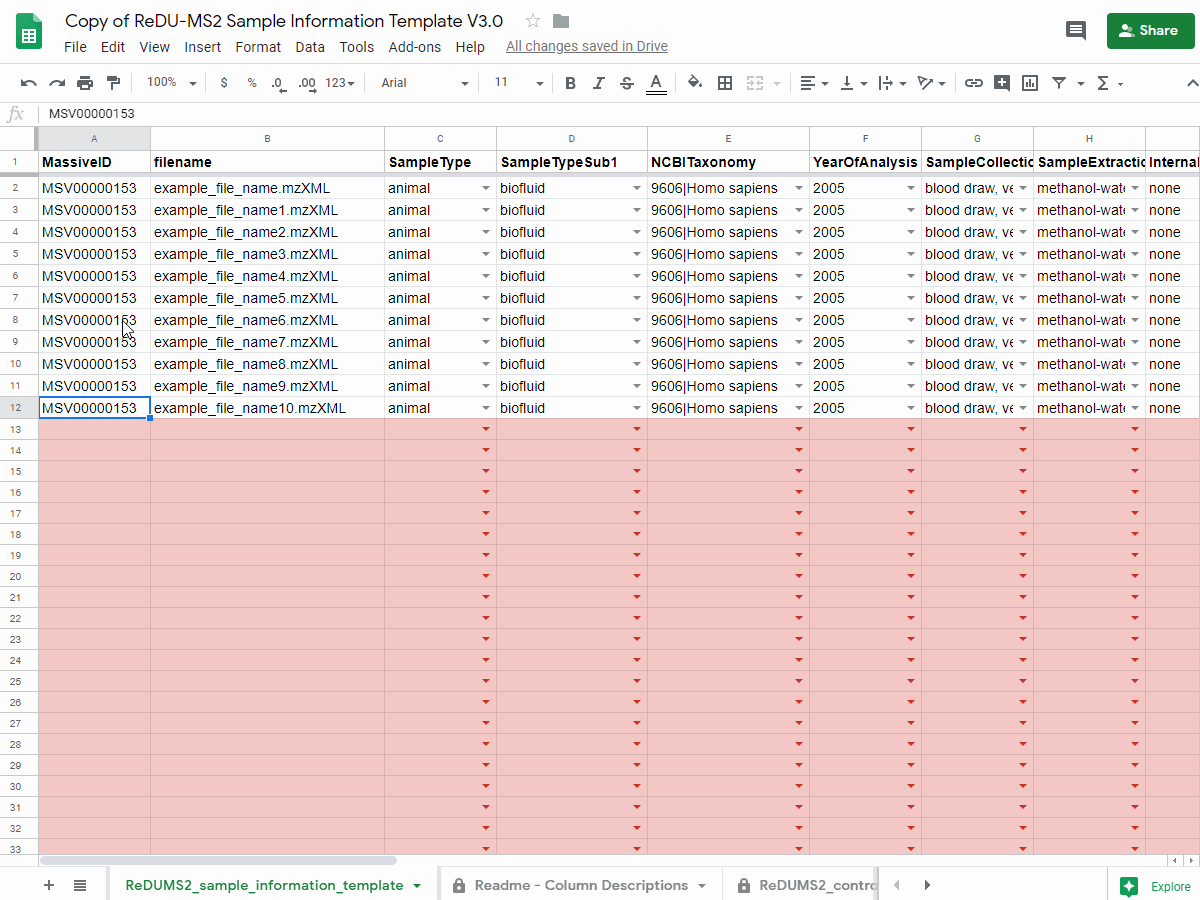 Copy of ReDU-MS2 Sample Information Template V3.0
Share
File Edit View Insert Format Data Tools Add-ons Help All changes saved in Drive
100% $ % .0 .00 123 Arial 11 B I S A
fx MSV00000153
A B C D E F G H
1 MassiveID filename SampleType SampleTypeSub1 NCBITaxonomy YearOfAnalysis SampleCollectic SampleExtractic Internal
2 MSV00000153 example_file_name.mzXML animal biofluid 9606|Homo sapiens 2005 blood draw, ve methanol-wate none
3 MSV00000153 example_file_name1.mzXML animal biofluid 9606|Homo sapiens 2005 blood draw, ve methanol-wate none
4 MSV00000153 example_file_name2.mzXML animal biofluid 9606|Homo sapiens 2005 blood draw, ve methanol-wate none
5 MSV00000153 example_file_name3.mzXML animal biofluid 9606|Homo sapiens 2005 blood draw, ve methanol-wate none
6 MSV00000153 example_file_name4.mzXML animal biofluid 9606|Homo sapiens 2005 blood draw, ve methanol-wate none
7 MSV00000153 example_file_name5.mzXML animal biofluid 9606|Homo sapiens 2005 blood draw, ve methanol-wate none
8 MSV00000153 example_file_name6.mzXML animal biofluid 9606|Homo sapiens 2005 blood draw, ve methanol-wate none
9 MSV00000153 example_file_name7.mzXML animal biofluid 9606|Homo sapiens 2005 blood draw, ve methanol-wate none
10 MSV00000153 example_file_name8.mzXML animal biofluid 9606|Homo sapiens 2005 blood draw, ve methanol-wate none
11 MSV00000153 example_file_name9.mzXML animal biofluid 9606|Homo sapiens 2005 blood draw, ve methanol-wate none
12 MSV00000153 example_file_name10.mzXML animal biofluid 9606|Homo sapiens 2005 blood draw, ve methanol-wate none
13
14
15
16
17
18
19
20
21
22
23
24
25
26
27
28
29
30
31
32
33
ReDUMS2_sample_information_template Readme - Column Descriptions ReDUMS2_contro Explore